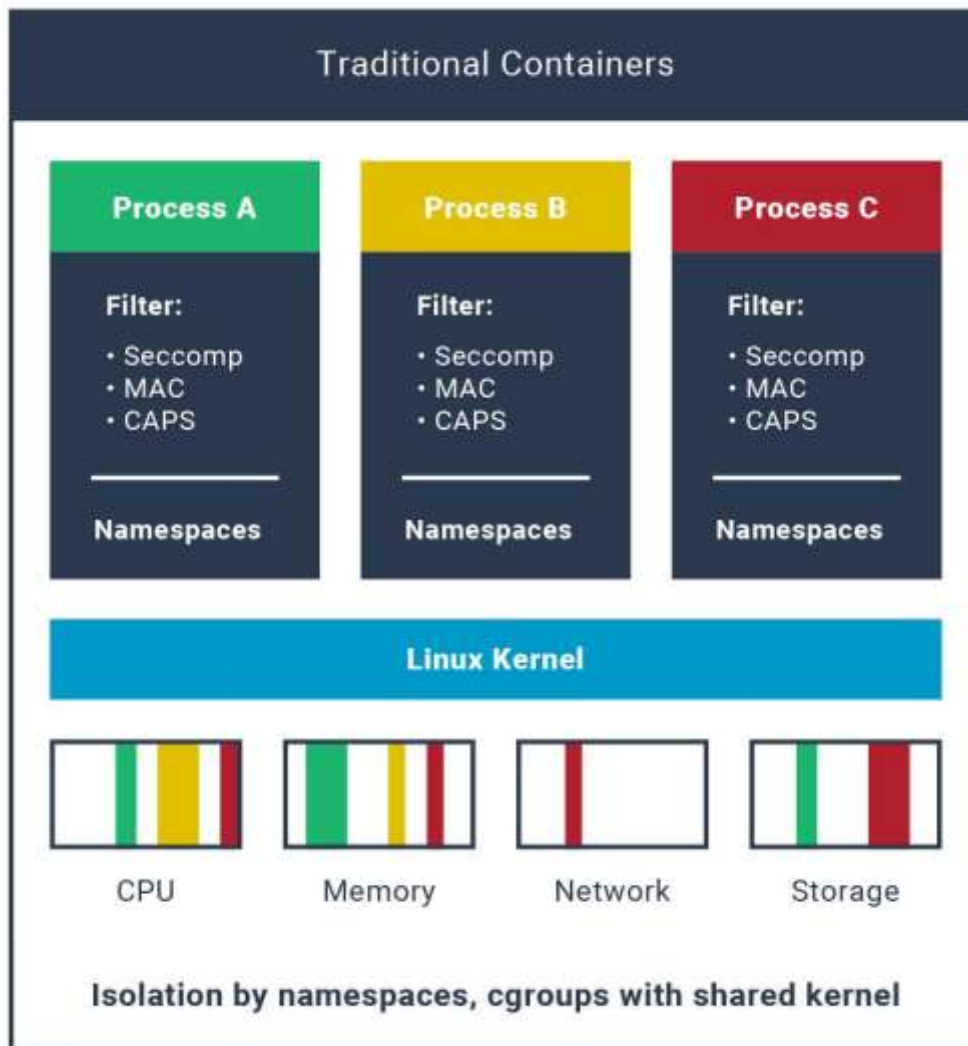 Traditional Containers
Process A
Filter:
• Seccomp
• MAC
• CAPS
Namespaces
Process B
Filter:
• Seccomp
• MAC
• CAPS
Namespaces
Process C
Filter:
• Seccomp
• MAC
• CAPS
Namespaces
Linux Kernel
CPU
Memory
Network
Storage
Isolation by namespaces, cgroups with shared kernel